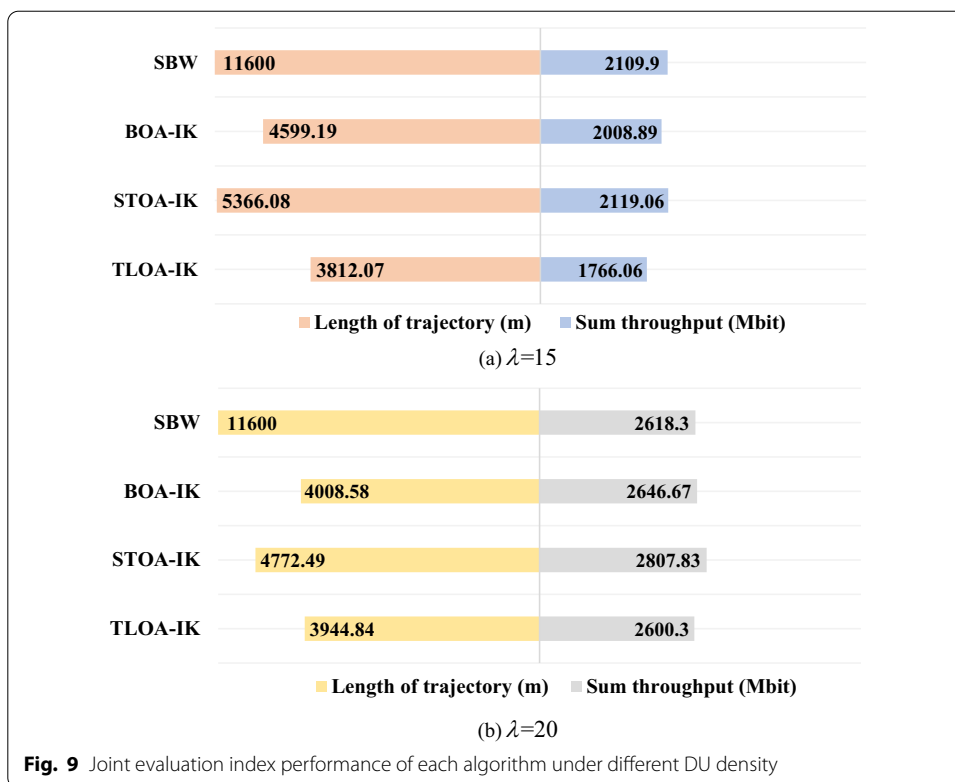 SBW 11600 2109.9
BOA-IK 4599.19 2008.89
STOA-IK 5366.08 2119.06
TLOA-IK 3812.07 1766.06
Length of trajectory (m) Sum throughput (Mbit)
(a) λ=15
SBW 11600 2618.3
BOA-IK 4008.58 2646.67
STOA-IK 4772.49 2807.83
TLOA-IK 3944.84 2600.3
Length of trajectory (m) Sum throughput (Mbit)
(b) λ=20
Fig. 9 Joint evaluation index performance of each algorithm under different DU density